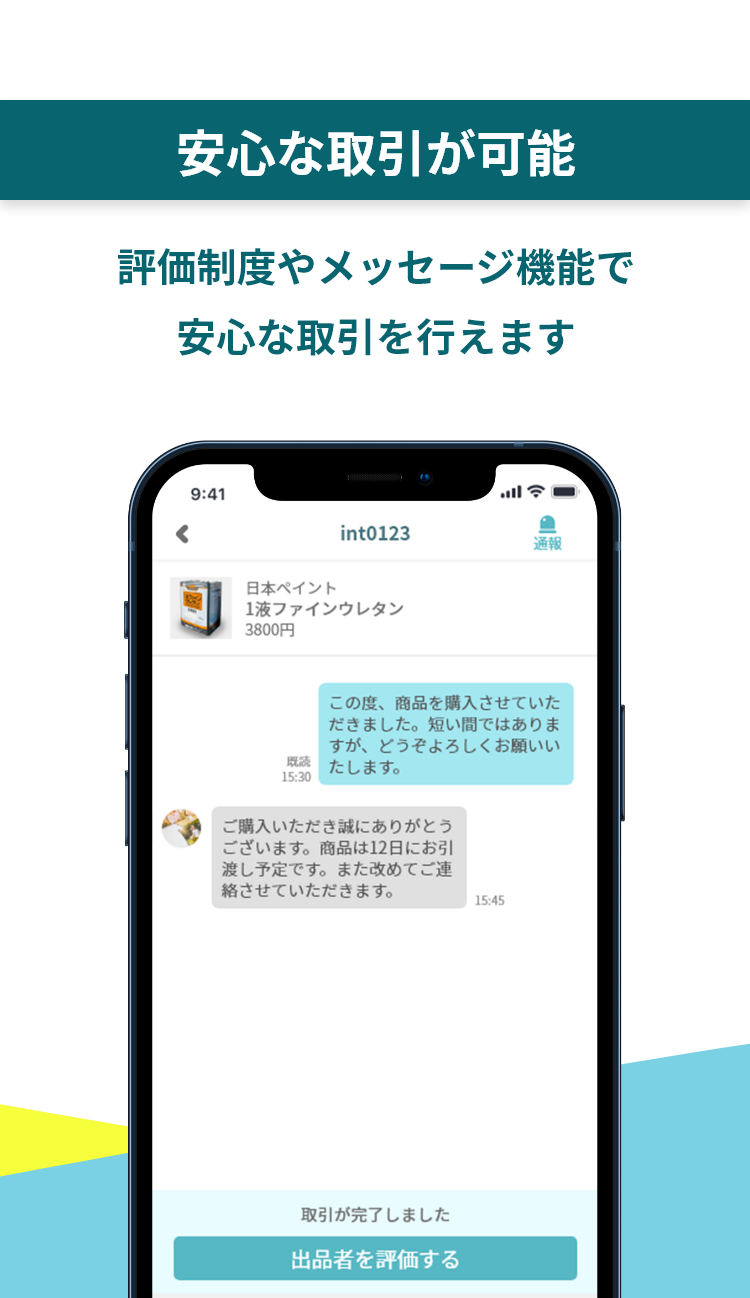 安心な取引が可能
評価制度やメッセージ機能で
安心な取引を行えます
9:41
int0123
通報
日本ペイント
1液ファインウレタン
3800円
この度、商品を購入させていた
だきました。短い間ではありま
すが、どうぞよろしくお願いい
たします。
既読
15:30
ご購入いただき誠にありがとう
ございます。商品は12日にお引
渡し予定です。また改めてご連
絡させていただきます。
15:45
取引が完了しました
出品者を評価する